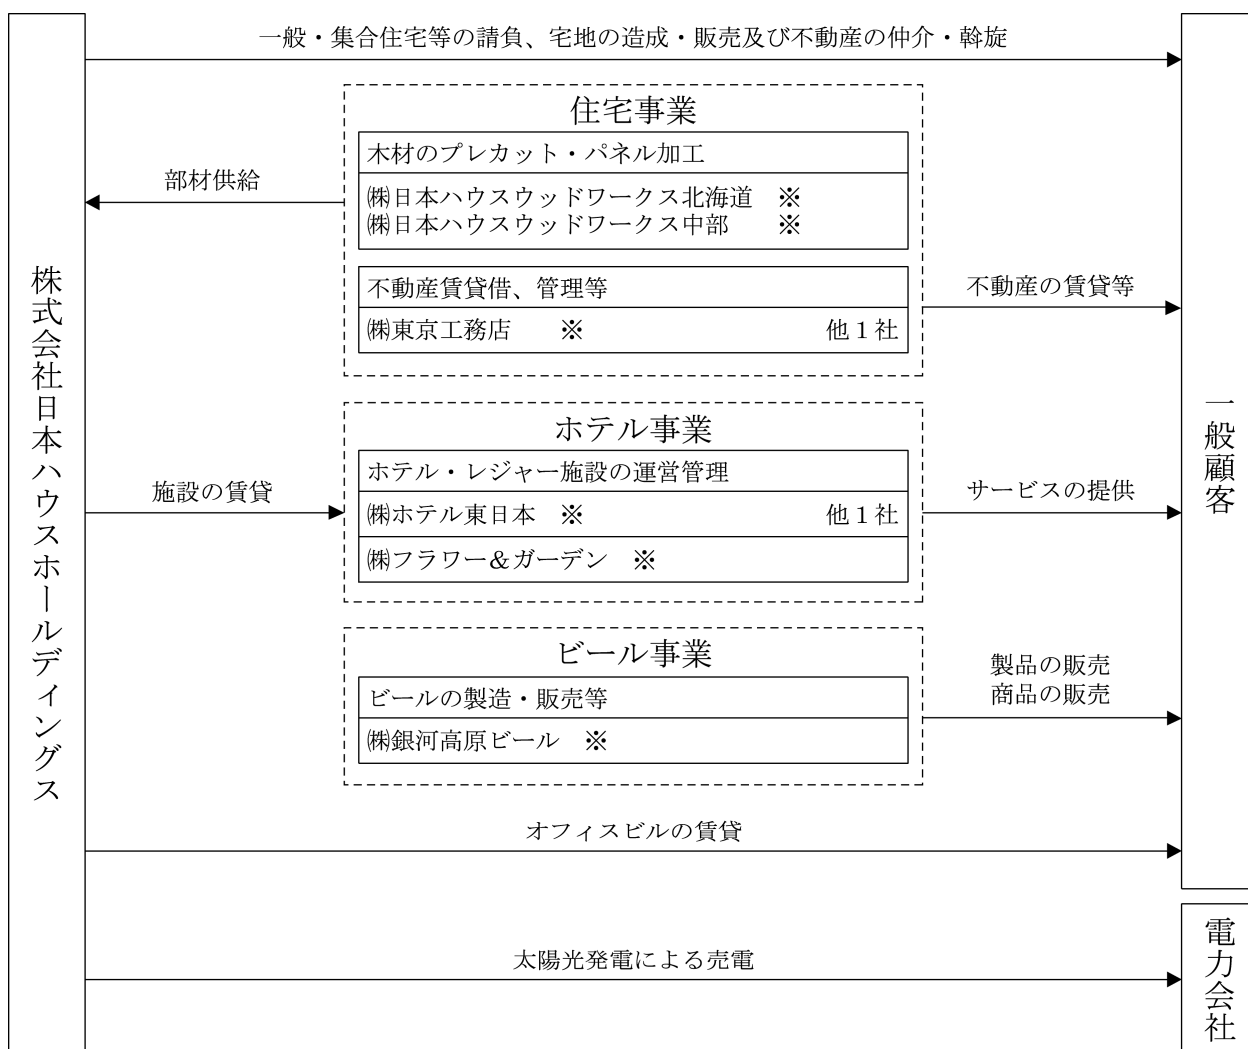 一般・集合住宅等の請負、宅地の造成・販売及び不動産の仲介・斡旋
株式会社日本ハウスホールディングス
部材供給
住宅事業
木材のプレカット・パネル加工
㈱日本ハウスウッドワークス北海道 ※
㈱日本ハウスウッドワークス中部 ※
不動産賃貸借、管理等
㈱東京工務店 ※ 他１社
不動産の賃貸等
一般顧客
施設の賃貸
ホテル事業
ホテル・レジャー施設の運営管理
㈱ホテル東日本 ※ 他１社
㈱フラワー＆ガーデン ※
サービスの提供
ビール事業
ビールの製造・販売等
㈱銀河高原ビール ※
製品の販売
商品の販売
オフィスビルの賃貸
太陽光発電による売電
電力会社